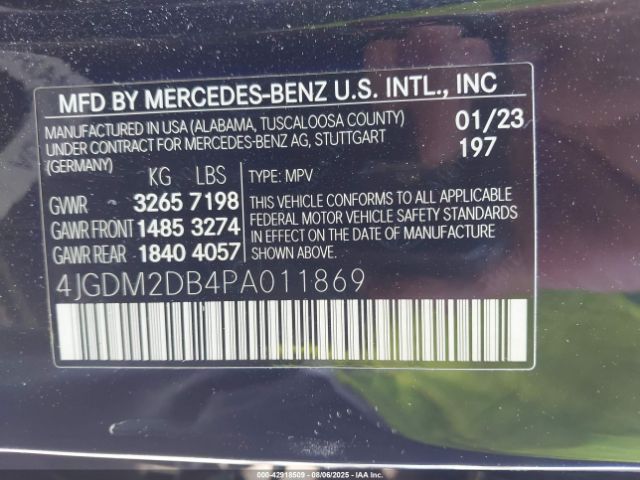 MFD BY MERCEDES-BENZ U.S. INTL., INC
MANUFACTURED IN USA (ALABAMA, TUSCALOOSA COUNTY) 01/23
UNDER CONTRACT FOR MERCEDES-BENZ AG, STUTTGART 197
(GERMANY)
KG LBS TYPE: MPV
GVWR 3265 7198 THIS VEHICLE CONFORMS TO ALL APPLICABLE
GAWR FRONT 1485 3274 FEDERAL MOTOR VEHICLE SAFETY STANDARDS
GAWR REAR 1840 4057 IN EFFECT ON THE DATE OF MANUFACTURE
SHOWN ABOVE.
4JGDM2DB4PA011869
000-42918509 - 08/06/2025 - IAAI.COM